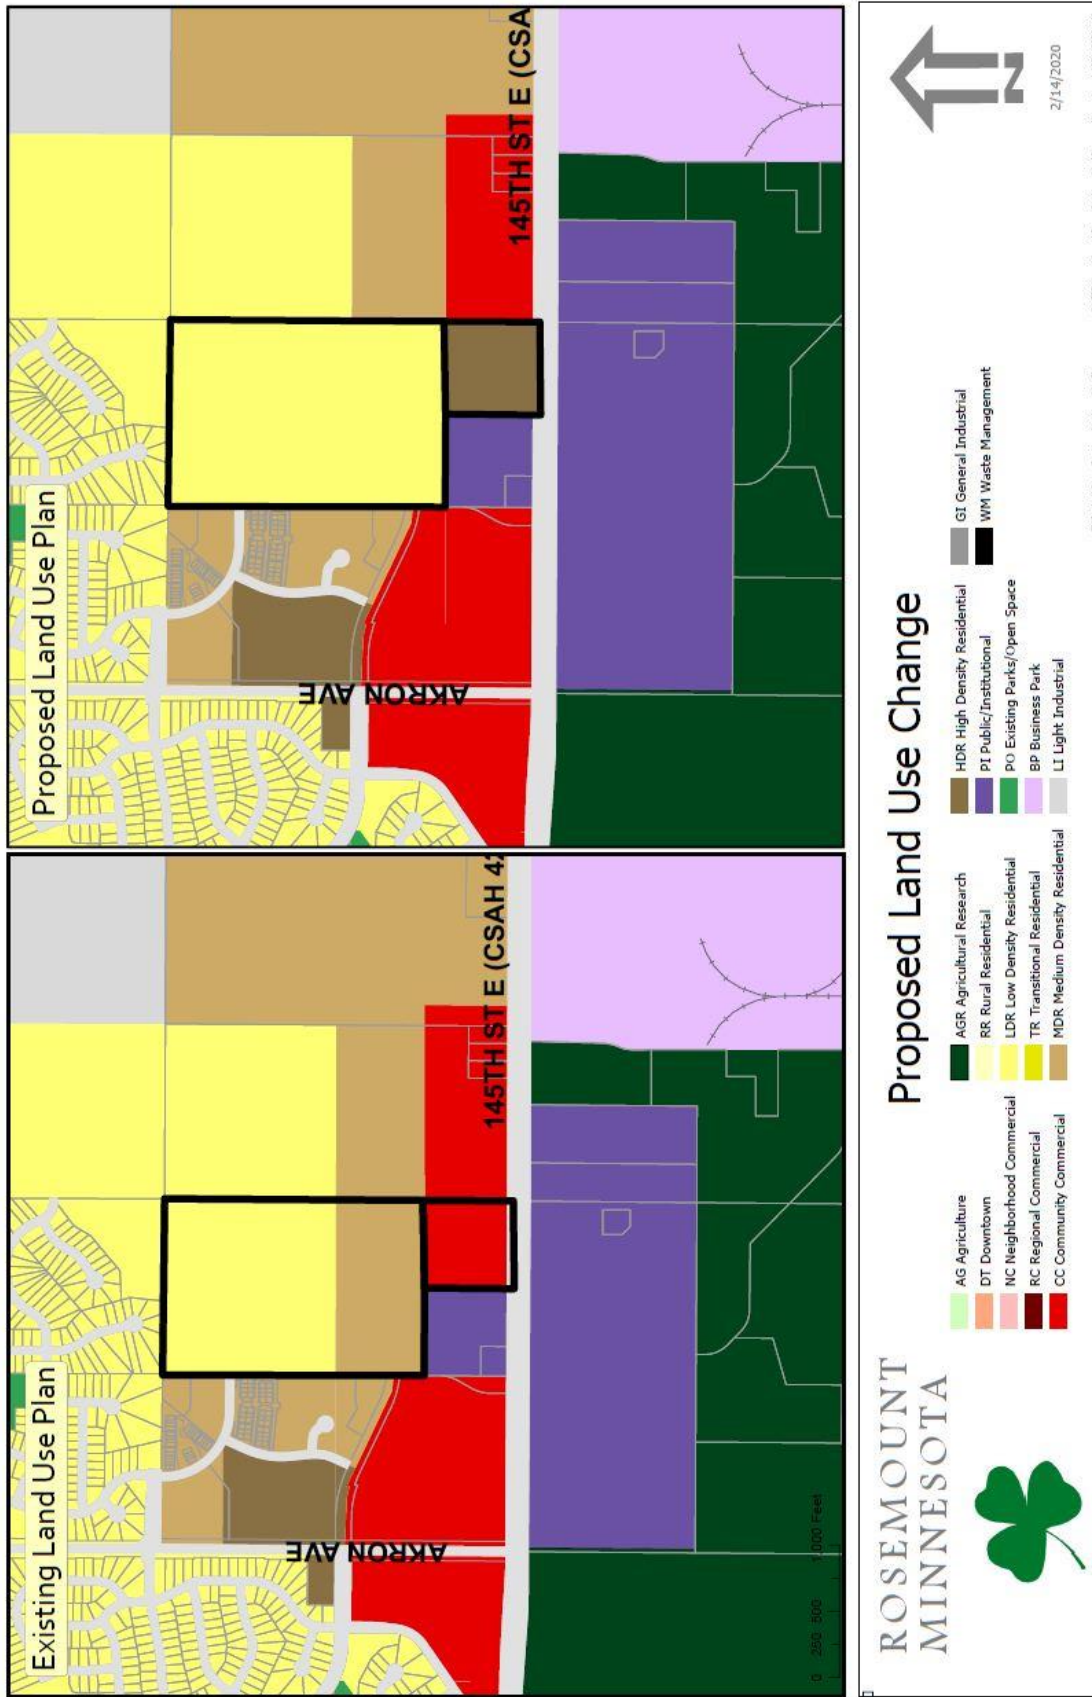 Existing Land Use Plan
AKRON AVE
145TH ST E (CSAH 42
0 250 500 1,000 Feet
Proposed Land Use Plan
AKRON AVE
145TH ST E (CSA
ROSEMOUNT
MINNESOTA
Proposed Land Use Change
AG Agriculture
DT Downtown
NC Neighborhood Commercial
RC Regional Commercial
CC Community Commercial
AGR Agricultural Research
RR Rural Residential
LDR Low Density Residential
TR Transitional Residential
MDR Medium Density Residential
HDR High Density Residential
PI Public/Institutional
PO Existing Parks/Open Space
BP Business Park
LI Light Industrial
GI General Industrial
WM Waste Management
N
2/14/2020